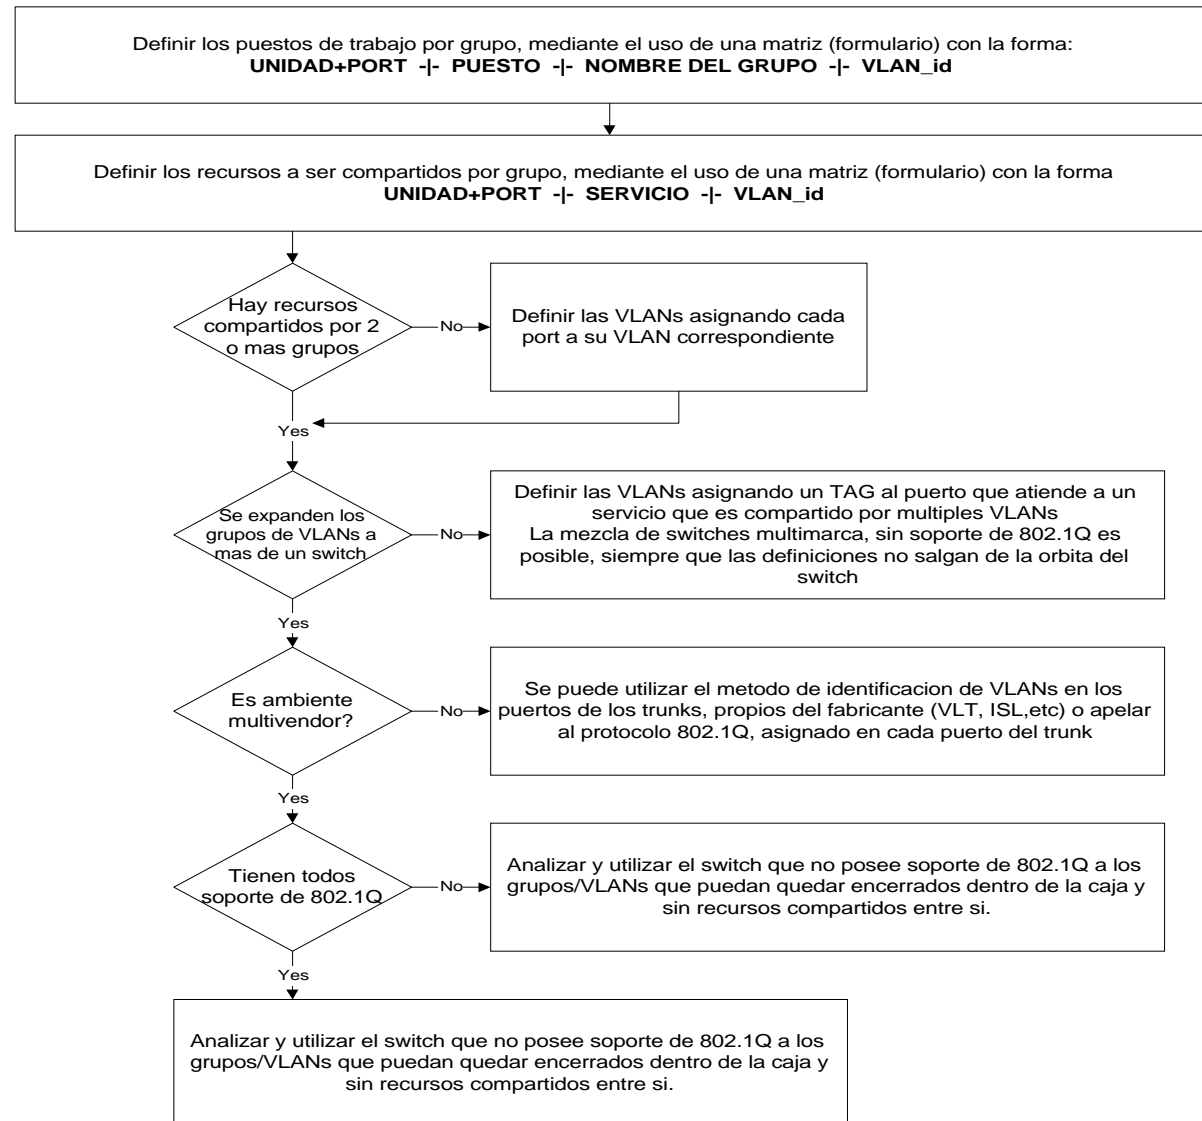 Definir los puestos de trabajo por grupo, mediante el uso de una matriz (formulario) con la forma:
UNIDAD+PORT -|- PUESTO -|- NOMBRE DEL GRUPO -|- VLAN_id
Definir los recursos a ser compartidos por grupo, mediante el uso de una matriz (formulario) con la forma
UNIDAD+PORT -|- SERVICIO -|- VLAN_id
Hay recursos
compartidos por 2
o mas grupos
No
Definir las VLANs asignando cada
port a su VLAN correspondiente
Yes
Se expanden los
grupos de VLANs a
mas de un switch
No
Definir las VLANs asignando un TAG al puerto que atiende a un
servicio que es compartido por multiples VLANs
La mezcla de switches multimarca, sin soporte de 802.1Q es
posible, siempre que las definiciones no salgan de la orbita del
switch
Yes
Es ambiente
multivendor?
No
Se puede utilizar el metodo de identificacion de VLANs en los
puertos de los trunks, propios del fabricante (VLT, ISL,etc) o apelar
al protocolo 802.1Q, asignado en cada puerto del trunk
Yes
Tienen todos
soporte de 802.1Q
No
Analizar y utilizar el switch que no posee soporte de 802.1Q a los
grupos/VLANs que puedan quedar encerrados dentro de la caja y
sin recursos compartidos entre si.
Yes
Analizar y utilizar el switch que no posee soporte de 802.1Q a los
grupos/VLANs que puedan quedar encerrados dentro de la caja y
sin recursos compartidos entre si.